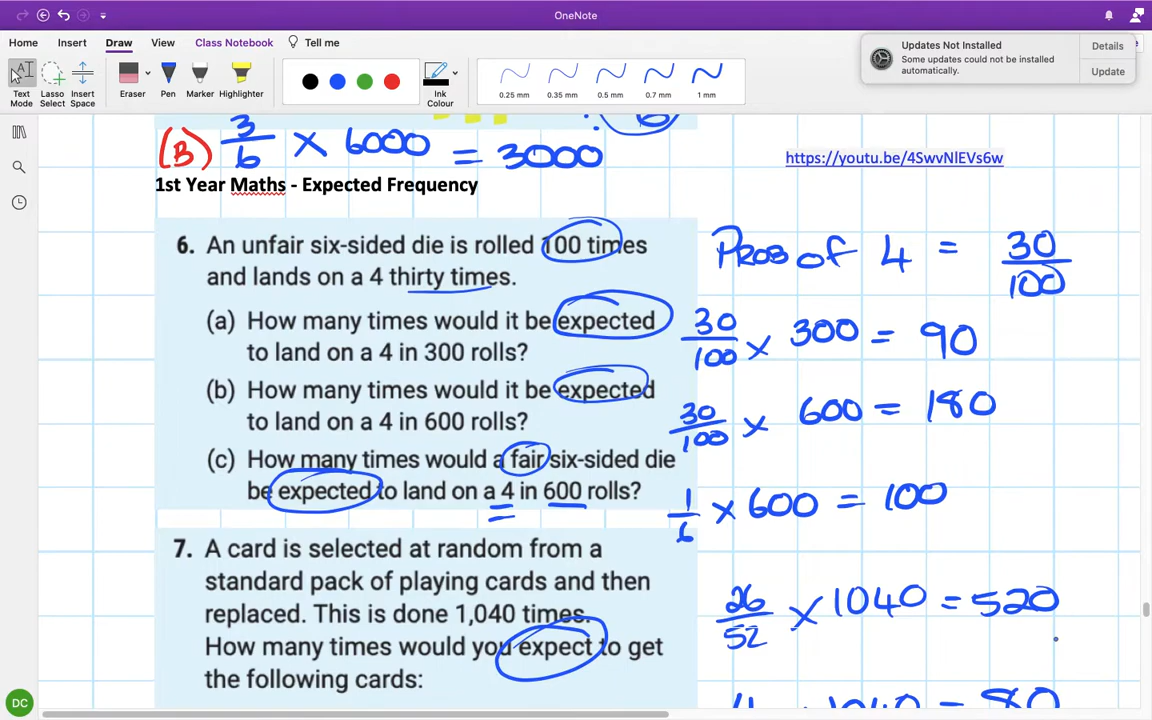 OneNote
Home Insert Draw View Class Notebook Tell me
Updates Not Installed
Some updates could not be installed
automatically.
Details
Update
Text
Mode
Lasso
Select
Insert
Space
Eraser
Pen
Marker
Highlighter
Ink
Colour
0.25 mm 0.35 mm 0.5 mm 0.7 mm 1 mm
(B) 3/6 × 6000 = 3000
https://youtu.be/4SwvNlEVs6w
1st Year Maths - Expected Frequency
6. An unfair six-sided die is rolled 100 times
and lands on a 4 thirty times.
(a) How many times would it be expected
to land on a 4 in 300 rolls?
(b) How many times would it be expected
to land on a 4 in 600 rolls?
(c) How many times would a fair six-sided die
be expected to land on a 4 in 600 rolls?
Prob of 4 = 30/100
30/100 × 300 = 90
30/100 × 600 = 180
1/6 × 600 = 100
7. A card is selected at random from a
standard pack of playing cards and then
replaced. This is done 1,040 times.
How many times would you expect to get
the following cards:
26/52 × 1040 = 520
1040 = 80
DC